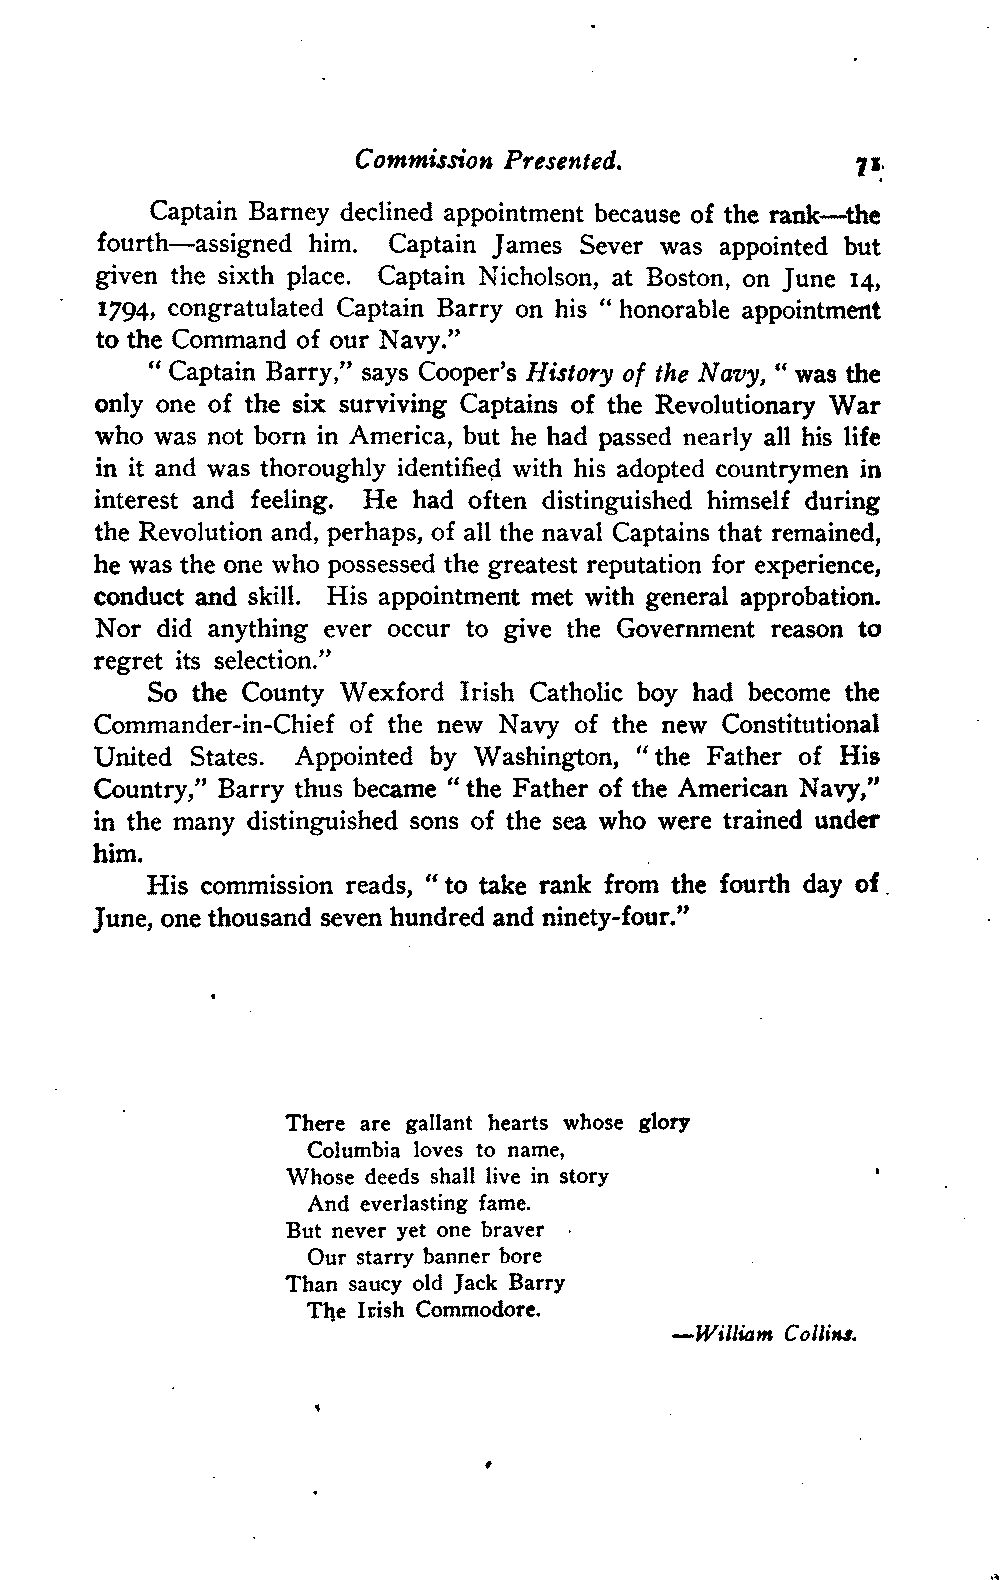 Commission Presented. 71
Captain Barney declined appointment because of the rank—the
fourth—assigned him. Captain James Sever was appointed but
given the sixth place. Captain Nicholson, at Boston, on June 14,
1794, congratulated Captain Barry on his “ honorable appointment
to the Command of our Navy.”
“ Captain Barry,” says Cooper's History of the Navy, “ was the
only one of the six surviving Captains of the Revolutionary War
who was not born in America, but he had passed nearly all his life
in it and was thoroughly identified with his adopted countrymen in
interest and feeling. He had often distinguished himself during
the Revolution and, perhaps, of all the naval Captains that remained,
he was the one who possessed the greatest reputation for experience,
conduct and skill. His appointment met with general approbation.
Nor did anything ever occur to give the Government reason to
regret its selection.”
So the County Wexford Irish Catholic boy had become the
Commander-in-Chief of the new Navy of the new Constitutional
United States. Appointed by Washington, “ the Father of His
Country,” Barry thus became “ the Father of the American Navy,”
in the many distinguished sons of the sea who were trained under
him.
His commission reads, “ to take rank from the fourth day of
June, one thousand seven hundred and ninety-four.”
There are gallant hearts whose glory
Columbia loves to name,
Whose deeds shall live in story
And everlasting fame.
But never yet one braver
Our starry banner bore
Than saucy old Jack Barry
The Irish Commodore.
—William Collins.